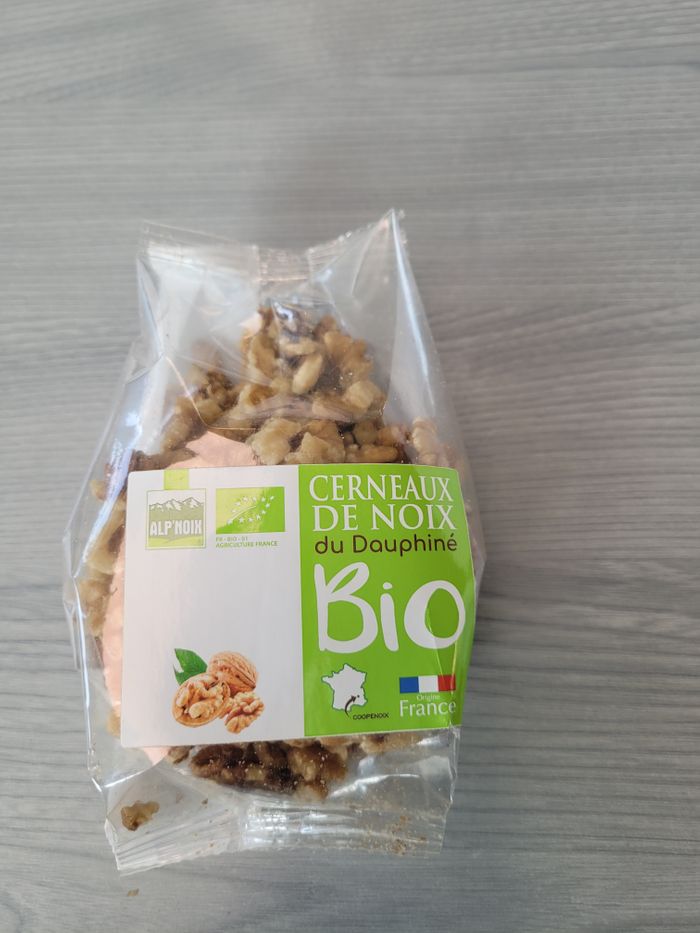 ALP'NOIX
FR - BIO - 01
AGRICULTURE FRANCE
CERNEAUX
DE NOIX
du Dauphiné
Bio
COOPENOIX
Origine
France